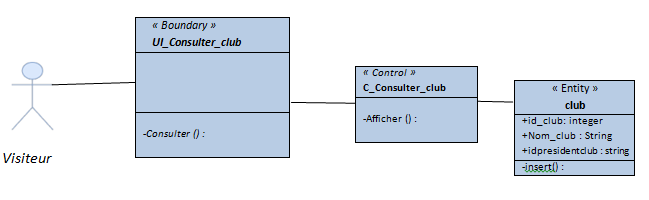 « Boundary »
UI_Consulter_club
-Consulter () :
Visiteur
« Control »
C_Consulter_club
-Afficher () :
« Entity »
club
+id_club: integer
+Nom_club : String
+idpresidentclub : string
-insert() :